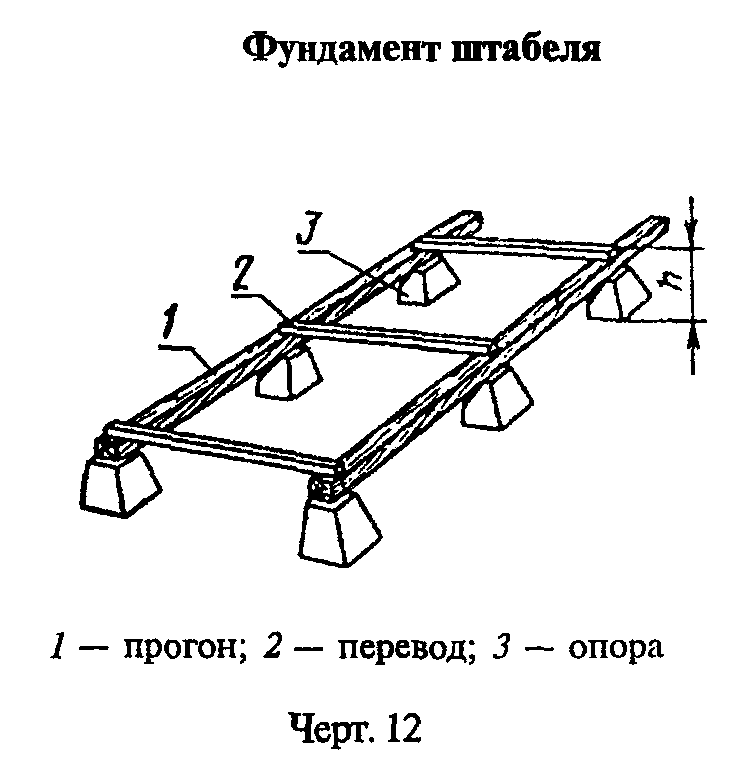 Фундамент штабеля
3
2
h
1
1 — прогон; 2 — перевод; 3 — опора
Черт. 12